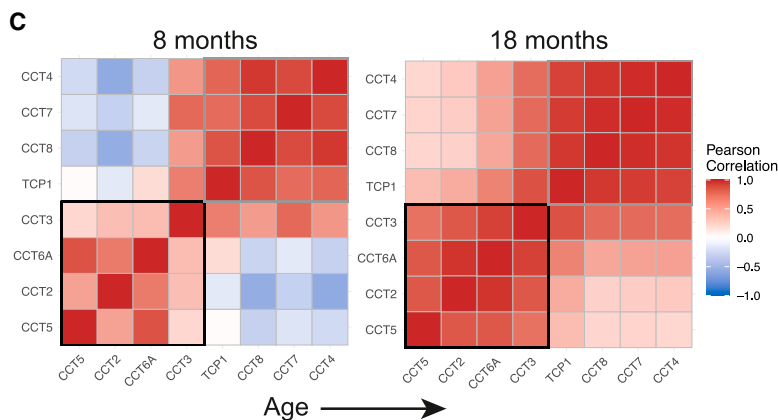 C
8 months
18 months
CCT4
CCT7
CCT8
TCP1
CCT3
CCT6A
CCT2
CCT5
CCT5
CCT2
CCT6A
CCT3
TCP1
CCT8
CCT7
CCT4
CCT4
CCT7
CCT8
TCP1
CCT3
CCT6A
CCT2
CCT5
CCT5
CCT2
CCT6A
CCT3
TCP1
CCT8
CCT7
CCT4
Pearson
Correlation
1.0
0.5
0.0
−0.5
−1.0
Age